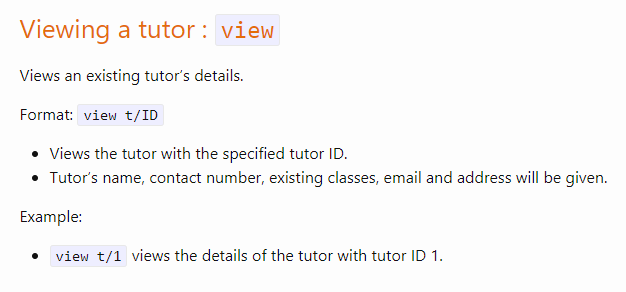 Viewing a tutor : view
Views an existing tutor's details.
Format: view t/ID
• Views the tutor with the specified tutor ID.
• Tutor's name, contact number, existing classes, email and address will be given.
Example:
• view t/1 views the details of the tutor with tutor ID 1.